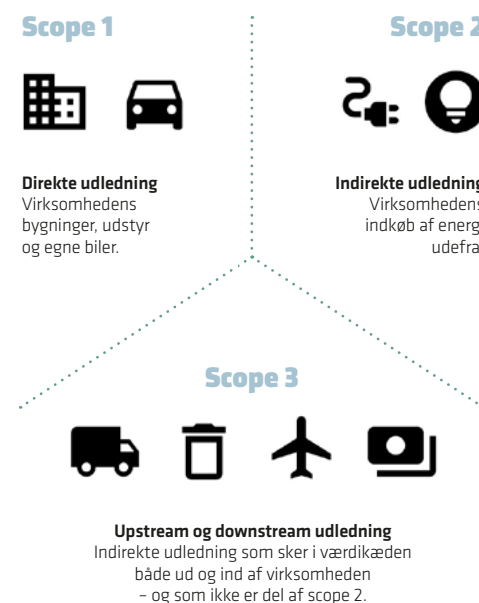 Scope 1
Direkte udledning
Virksomhedens
bygninger, udstyr
og egne biler.
Scope 2
Indirekte udledning
Virksomhedens
indkøb af energi
udefra
Scope 3
Upstream og downstream udledning
Indirekte udledning som sker i værdikæden
både ud og ind af virksomheden
– og som ikke er del af scope 2.